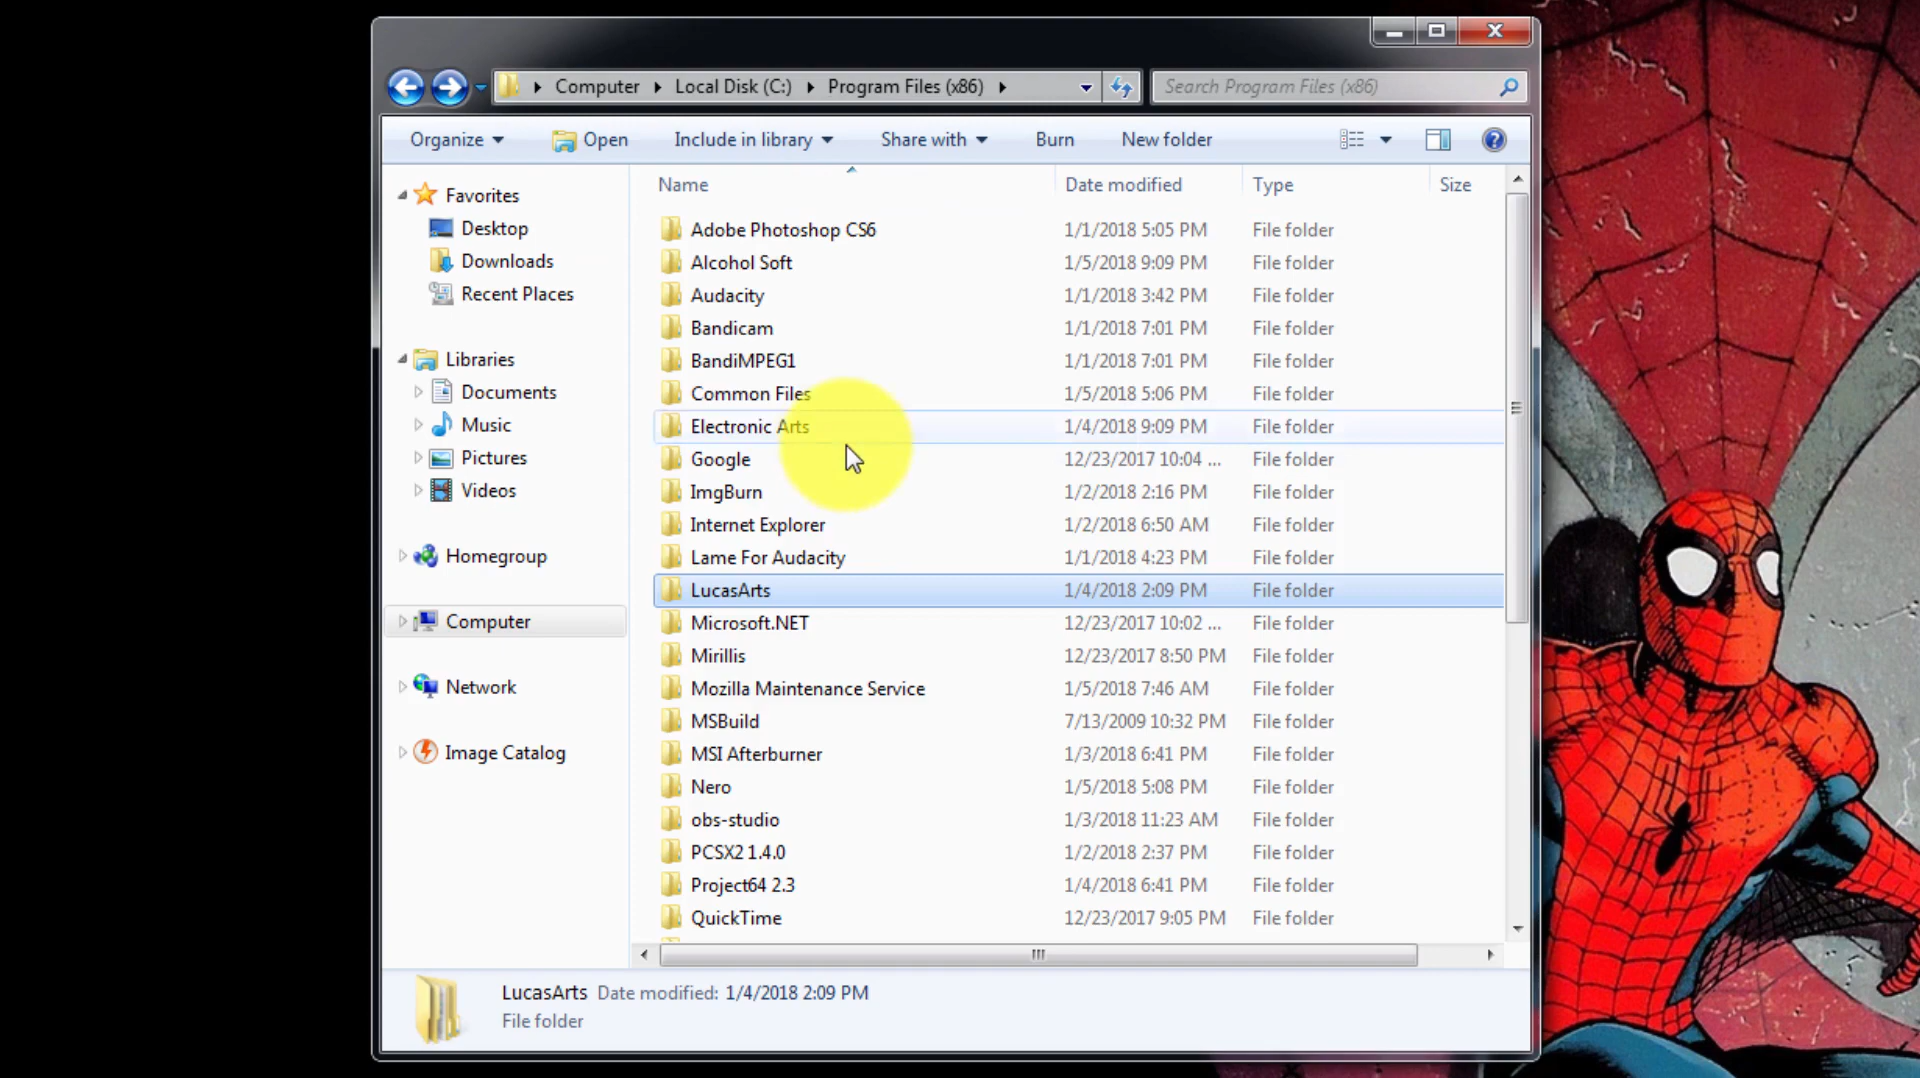 Computer Local Disk (C:) Program Files (x86) Search Program Files (x86)
Organize Open Include in library Share with Burn New folder
Favorites
Desktop
Downloads
Recent Places
Libraries
Documents
Music
Pictures
Videos
Homegroup
Computer
Network
Image Catalog
Name Date modified Type Size
Adobe Photoshop CS6 1/1/2018 5:05 PM File folder
Alcohol Soft 1/5/2018 9:09 PM File folder
Audacity 1/1/2018 3:42 PM File folder
Bandicam 1/1/2018 7:01 PM File folder
BandiMPEG1 1/1/2018 7:01 PM File folder
Common Files 1/5/2018 5:06 PM File folder
Electronic Arts 1/4/2018 9:09 PM File folder
Google 12/23/2017 10:04 ... File folder
ImgBurn 1/2/2018 2:16 PM File folder
Internet Explorer 1/2/2018 6:50 AM File folder
Lame For Audacity 1/1/2018 4:23 PM File folder
LucasArts 1/4/2018 2:09 PM File folder
Microsoft.NET 12/23/2017 10:02 ... File folder
Mirillis 12/23/2017 8:50 PM File folder
Mozilla Maintenance Service 1/5/2018 7:46 AM File folder
MSBuild 7/13/2009 10:32 PM File folder
MSI Afterburner 1/3/2018 6:41 PM File folder
Nero 1/5/2018 5:08 PM File folder
obs-studio 1/3/2018 11:23 AM File folder
PCSX2 1.4.0 1/2/2018 2:37 PM File folder
Project64 2.3 1/4/2018 6:41 PM File folder
QuickTime 12/23/2017 9:05 PM File folder
LucasArts Date modified: 1/4/2018 2:09 PM
File folder